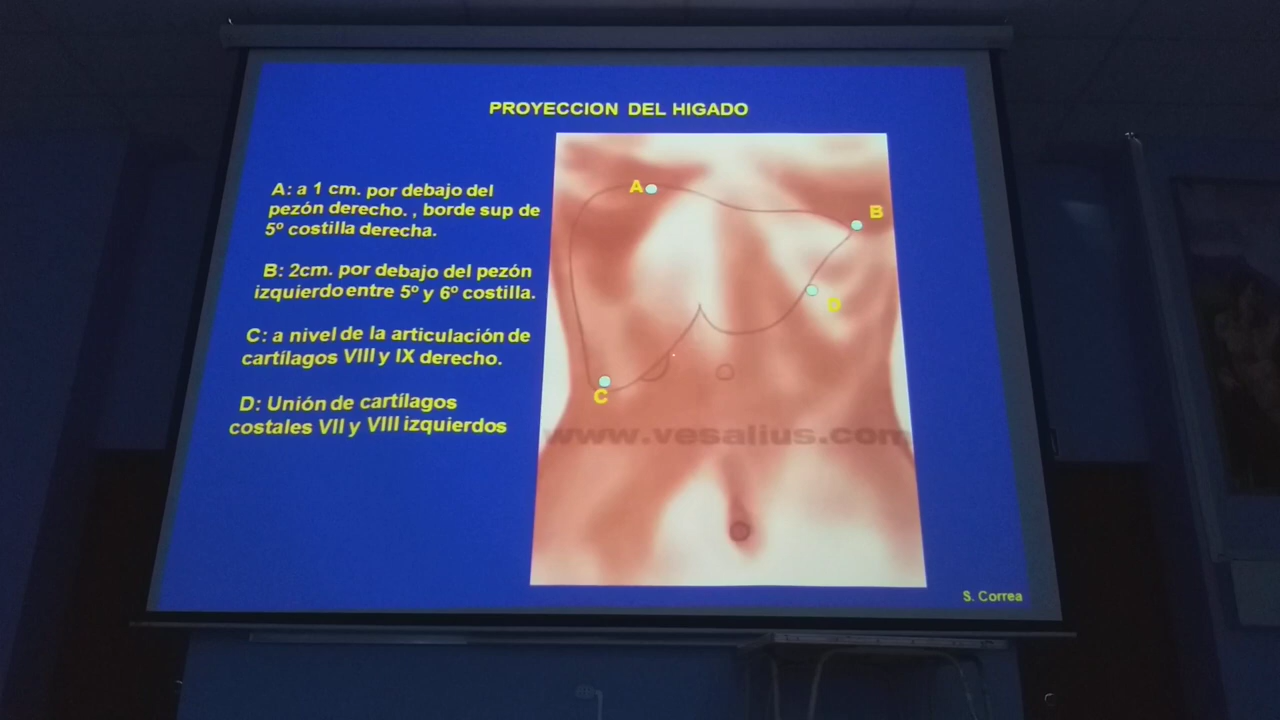 PROYECCION DEL HIGADO
A: a 1 cm. por debajo del
pezón derecho. , borde sup de
5º costilla derecha.
B: 2cm. por debajo del pezón
izquierdo entre 5º y 6º costilla.
C: a nivel de la articulación de
cartílagos VIII y IX derecho.
D: Unión de cartílagos
costales VII y VIII izquierdos
A
B
D
C
www.vesalius.com
S. Correa